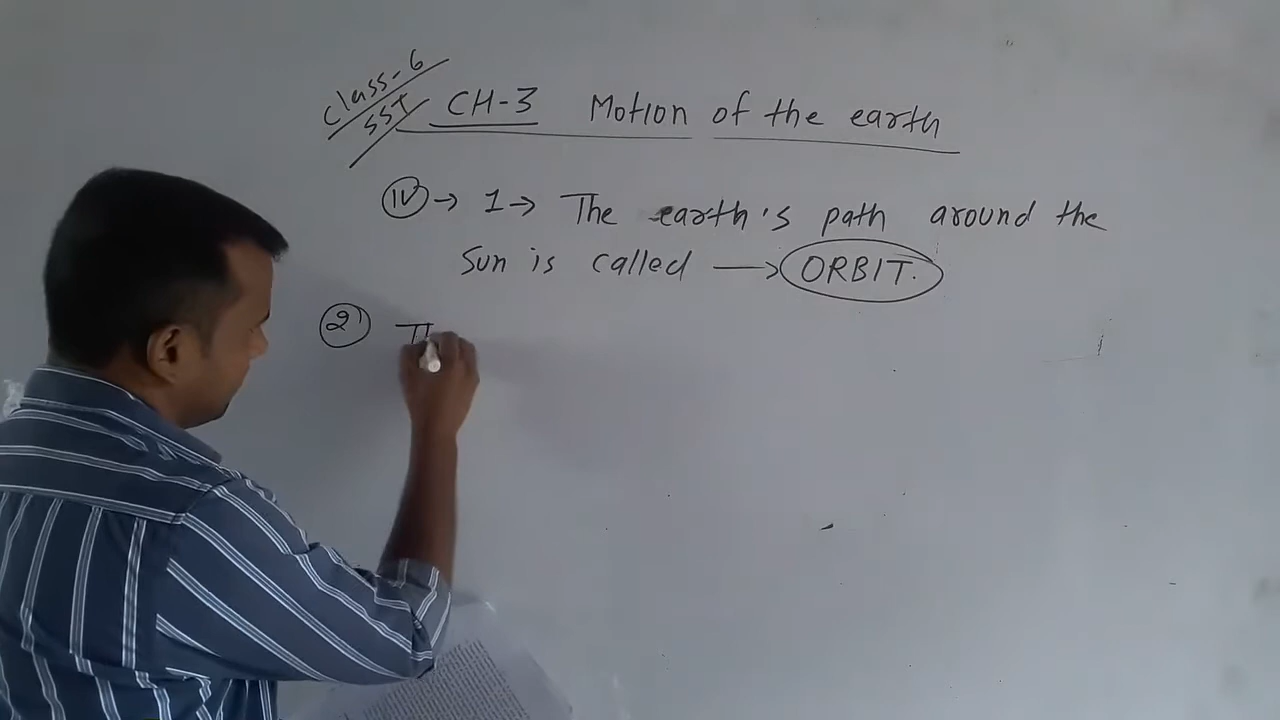 Class-6
SST
CH-3 Motion of the earth
IV → 1 → The earth's path around the
Sun is called → ORBIT.
2